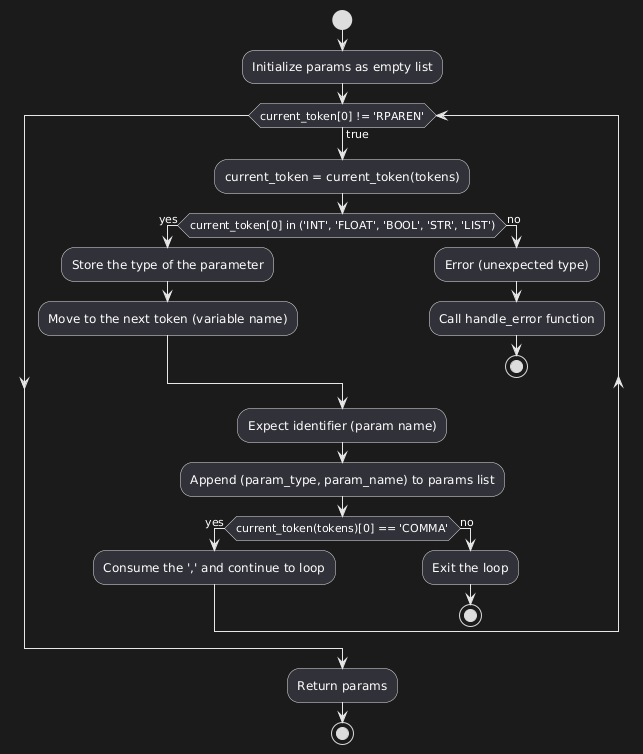 Initialize params as empty list
current_token[0] != 'RPAREN'
true
current_token = current_token(tokens)
yes
current_token[0] in ('INT', 'FLOAT', 'BOOL', 'STR', 'LIST')
no
Store the type of the parameter
Error (unexpected type)
Move to the next token (variable name)
Call handle_error function
Expect identifier (param name)
Append (param_type, param_name) to params list
yes
current_token(tokens)[0] == 'COMMA'
no
Consume the ',' and continue to loop
Exit the loop
Return params